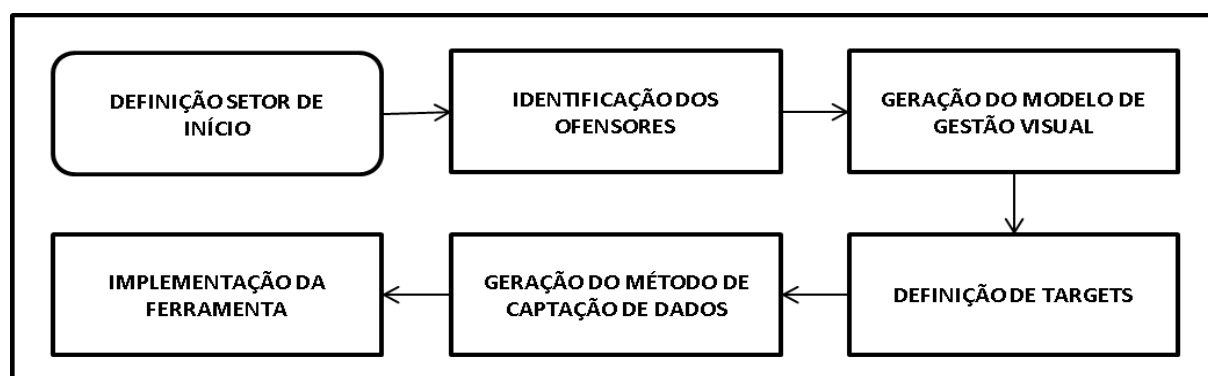 DEFINIÇÃO SETOR DE
INÍCIO
IDENTIFICAÇÃO DOS
OFENSORES
GERAÇÃO DO MODELO DE
GESTÃO VISUAL
DEFINIÇÃO DE TARGETS
GERAÇÃO DO MÉTODO DE
CAPTAÇÃO DE DADOS
IMPLEMENTAÇÃO DA
FERRAMENTA